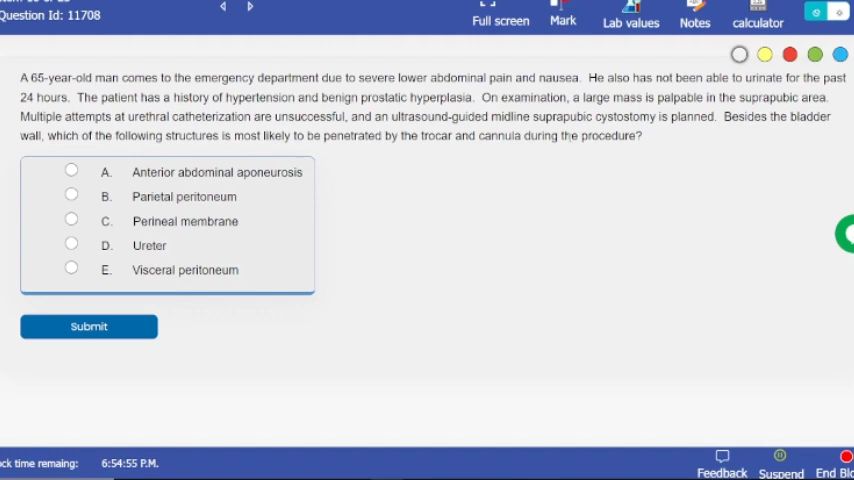 Question Id: 11708
Full screen
Mark
Lab values
Notes
calculator
A 65-year-old man comes to the emergency department due to severe lower abdominal pain and nausea. He also has not been able to urinate for the past
24 hours. The patient has a history of hypertension and benign prostatic hyperplasia. On examination, a large mass is palpable in the suprapubic area.
Multiple attempts at urethral catheterization are unsuccessful, and an ultrasound-guided midline suprapubic cystostomy is planned. Besides the bladder
wall, which of the following structures is most likely to be penetrated by the trocar and cannula during the procedure?
A. Anterior abdominal aponeurosis
B. Parietal peritoneum
C. Perineal membrane
D. Ureter
E. Visceral peritoneum
Submit
ock time remaing: 6:54:55 P.M.
Feedback
Suspend
End Blo